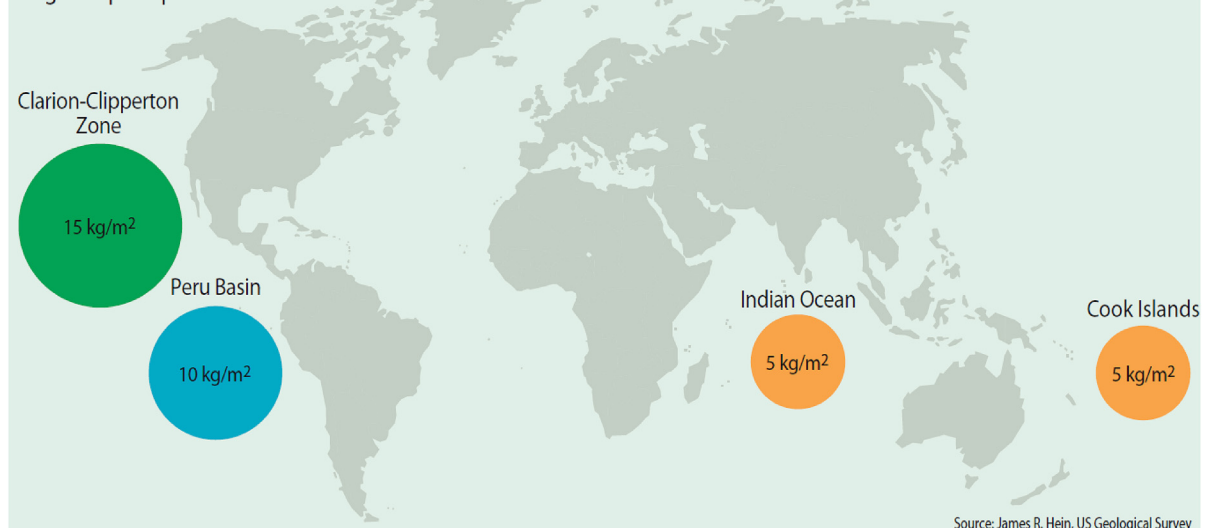 Clarion-Clipperton
Zone
15 kg/m²
Peru Basin
10 kg/m²
Indian Ocean
5 kg/m²
Cook Islands
5 kg/m²
Source: James R. Hein, US Geological Survey